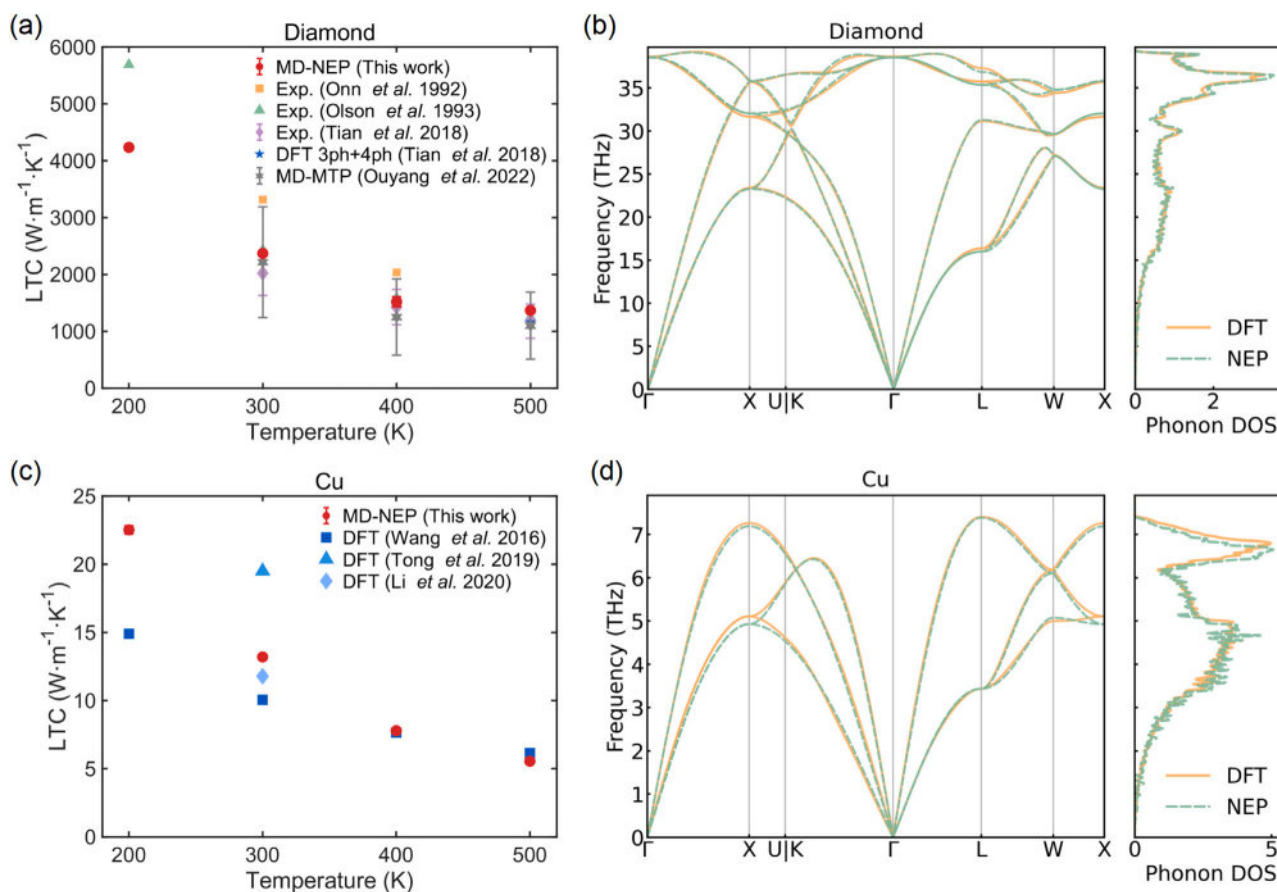 (a)
Diamond
6000
5000
4000
3000
2000
1000
0
LTC (W·m⁻¹·K⁻¹)
MD-NEP (This work)
Exp. (Onn et al. 1992)
Exp. (Olson et al. 1993)
Exp. (Tian et al. 2018)
DFT 3ph+4ph (Tian et al. 2018)
MD-MTP (Ouyang et al. 2022)
200 300 400 500
Temperature (K)
(b)
Diamond
35
30
25
20
15
10
5
0
Frequency (THz)
Γ X U|K Γ L W X
DFT
NEP
0 2
Phonon DOS
(c)
Cu
25
20
15
10
5
0
LTC (W·m⁻¹·K⁻¹)
MD-NEP (This work)
DFT (Wang et al. 2016)
DFT (Tong et al. 2019)
DFT (Li et al. 2020)
200 300 400 500
Temperature (K)
(d)
Cu
7
6
5
4
3
2
1
0
Frequency (THz)
Γ X U|K Γ L W X
DFT
NEP
0 5
Phonon DOS